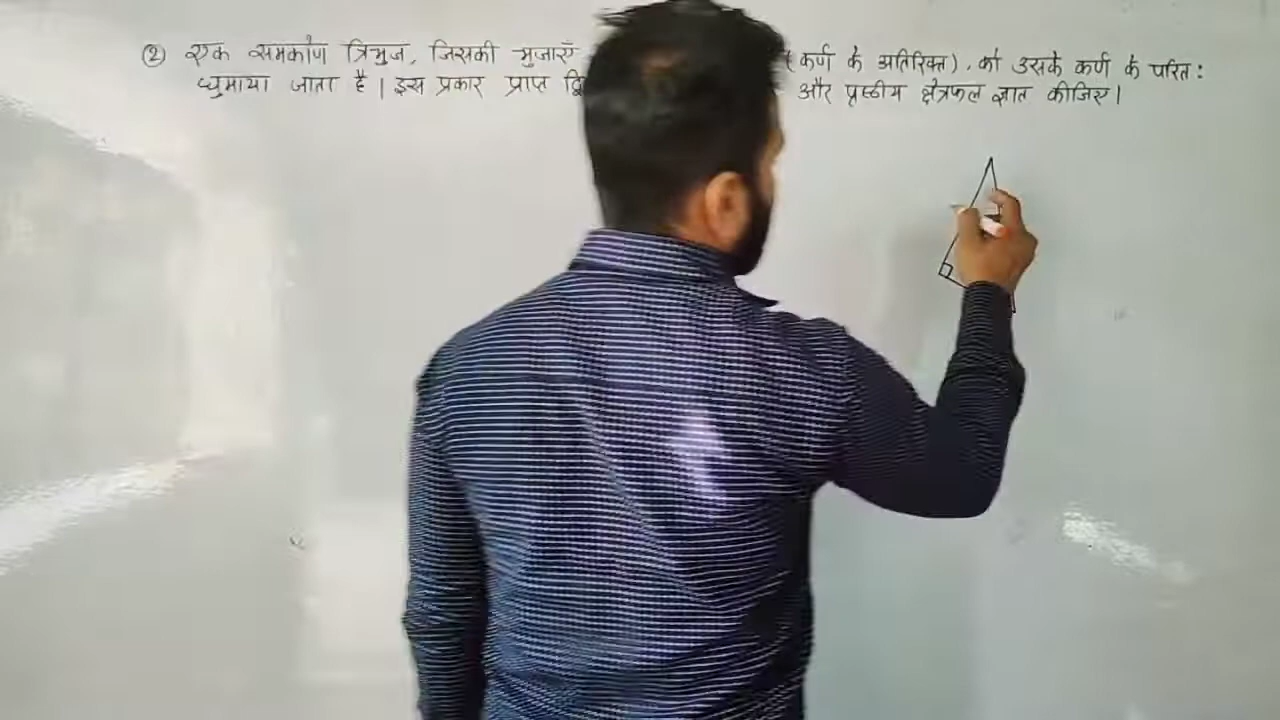 ② एक समकोण त्रिभुज, जिसकी भुजाएँ (कर्ण के अतिरिक्त), को उसके कर्ण के परित:
घुमाया जाता है | इस प्रकार प्राप्त और पृष्ठीय क्षेत्रफल ज्ञात कीजिए |